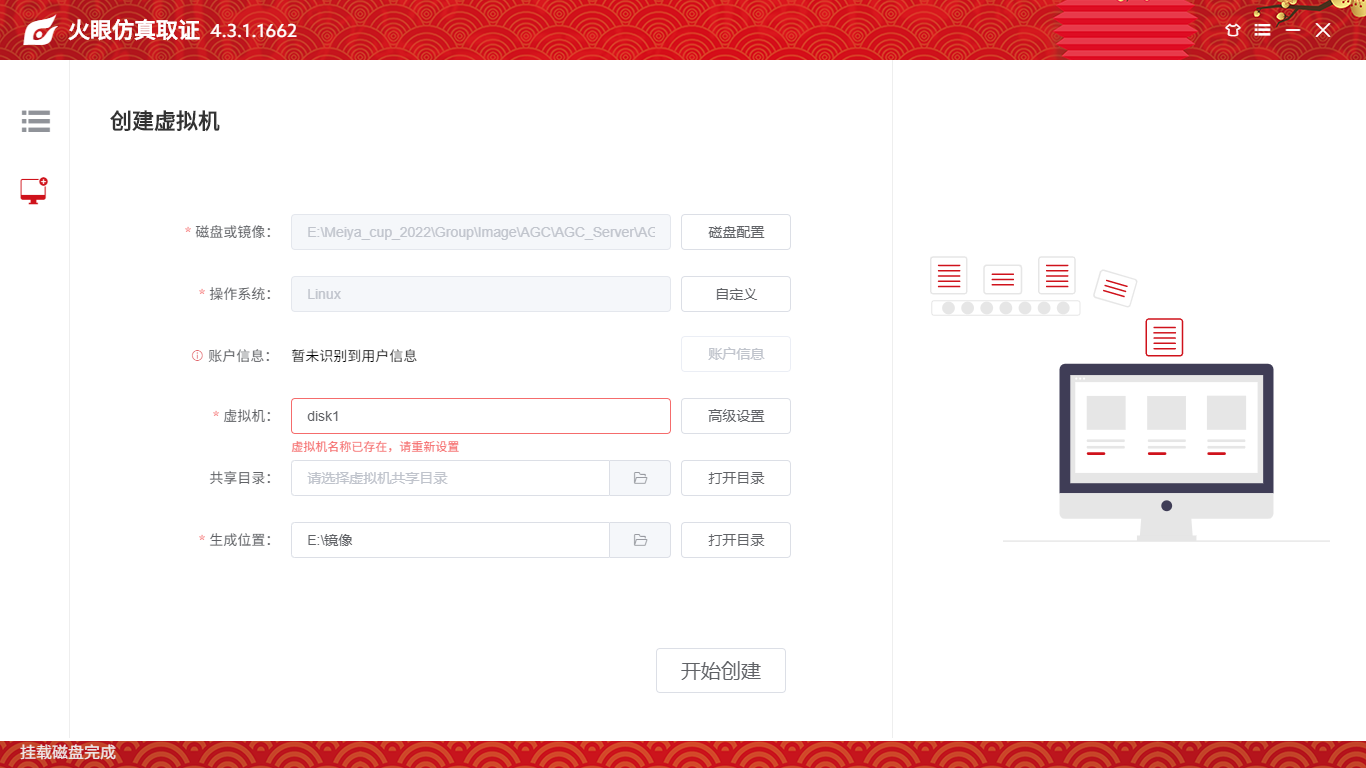 火眼仿真取证 4.3.1.1662
创建虚拟机
* 磁盘或镜像： E:\Meiya_cup_2022\Group\Image\AGC\AGC_Server\AG 磁盘配置
* 操作系统： Linux 自定义
账户信息： 暂未识别到用户信息 账户信息
* 虚拟机： disk1 高级设置
虚拟机名称已存在，请重新设置
共享目录： 请选择虚拟机共享目录 打开目录
* 生成位置： E:\镜像 打开目录
开始创建
挂载磁盘完成